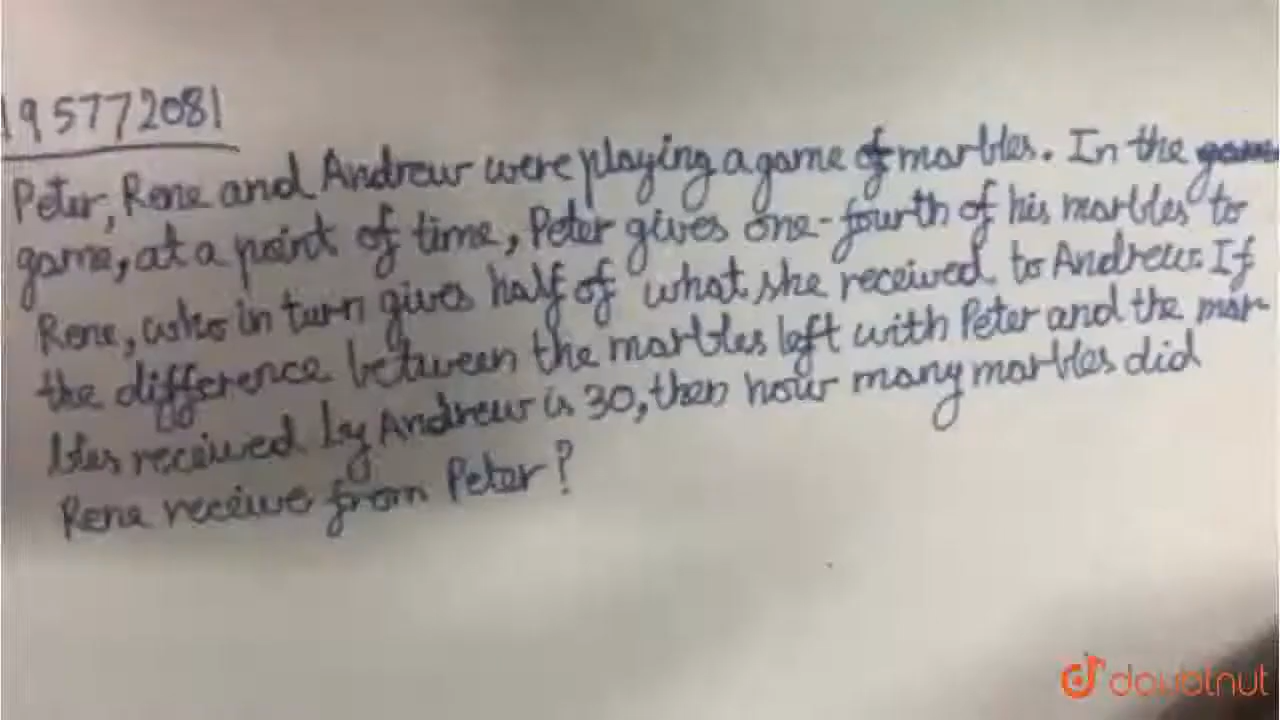 195772081
Peter, Rene and Andrew were playing a game of marbles. In the
game, at a point of time, Peter gives one-fourth of his marbles to
Rene, who in turn gives half of what she received to Andrew. If
the difference between the marbles left with Peter and the mar-
bles received by Andrew is 30, then how many marbles did
Rene receive from Peter?
doubtnut